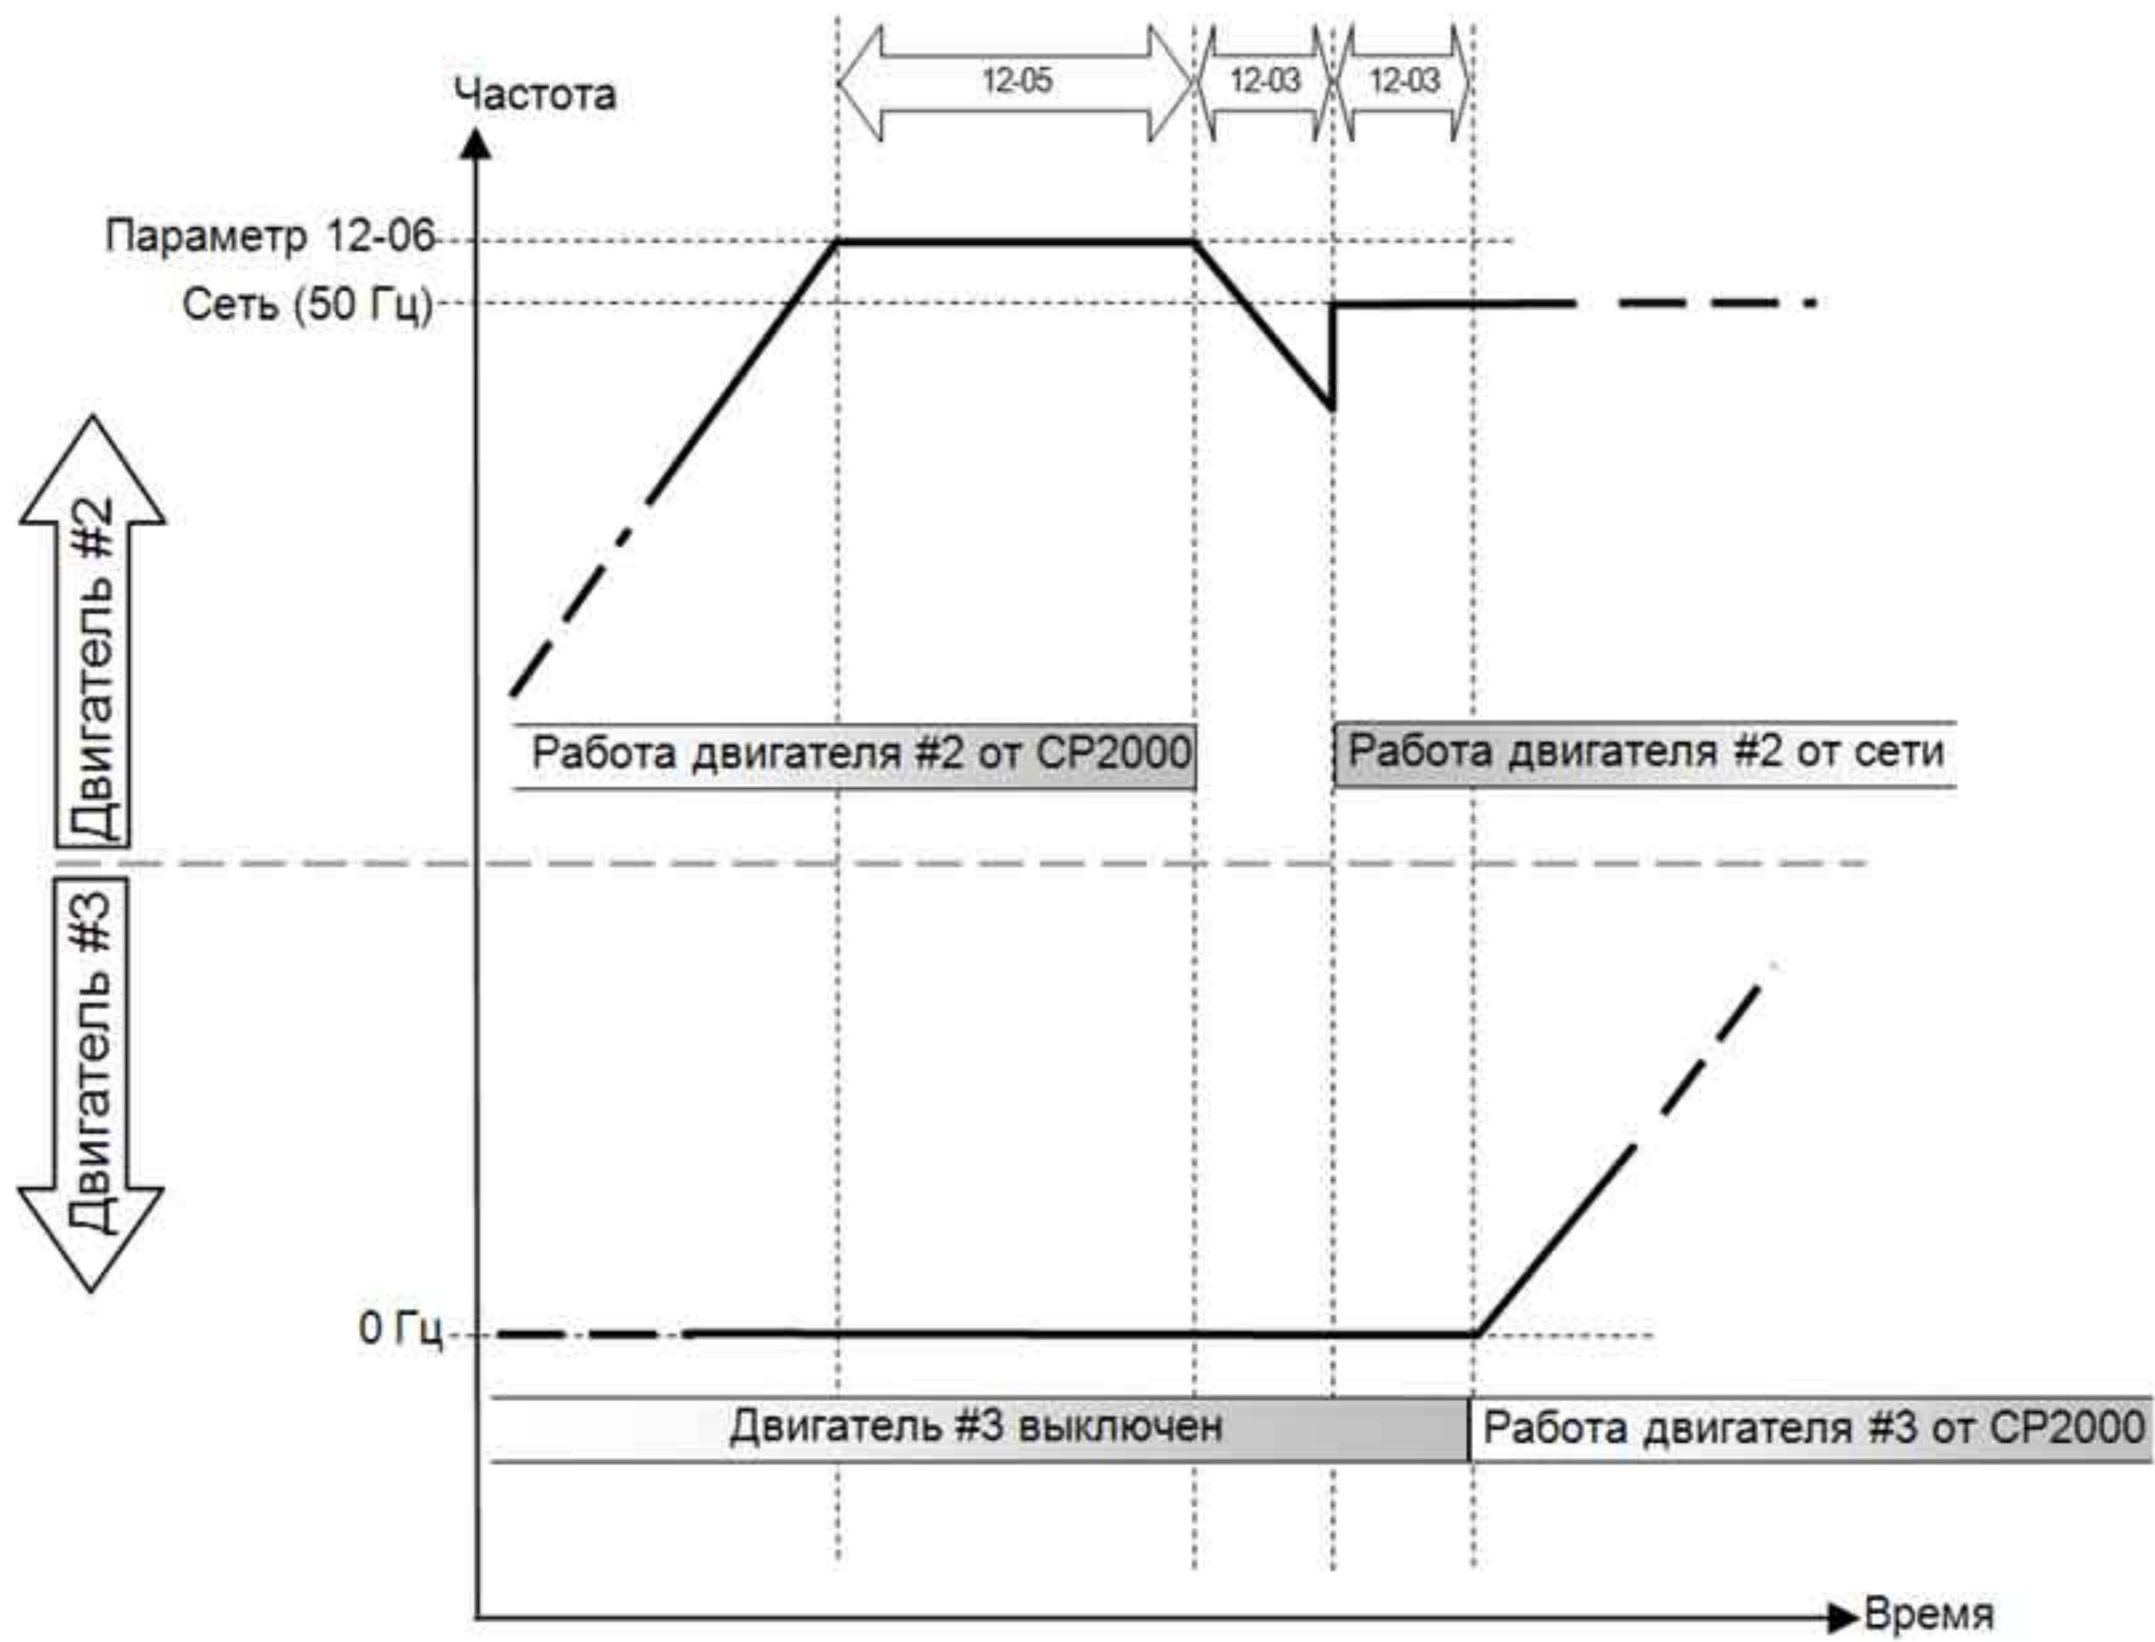 12-05
12-03
12-03
Частота
Параметр 12-06
Сеть (50 Гц)
Двигатель #2
Работа двигателя #2 от CP2000
Работа двигателя #2 от сети
Двигатель #3
0 Гц
Двигатель #3 выключен
Работа двигателя #3 от CP2000
Время